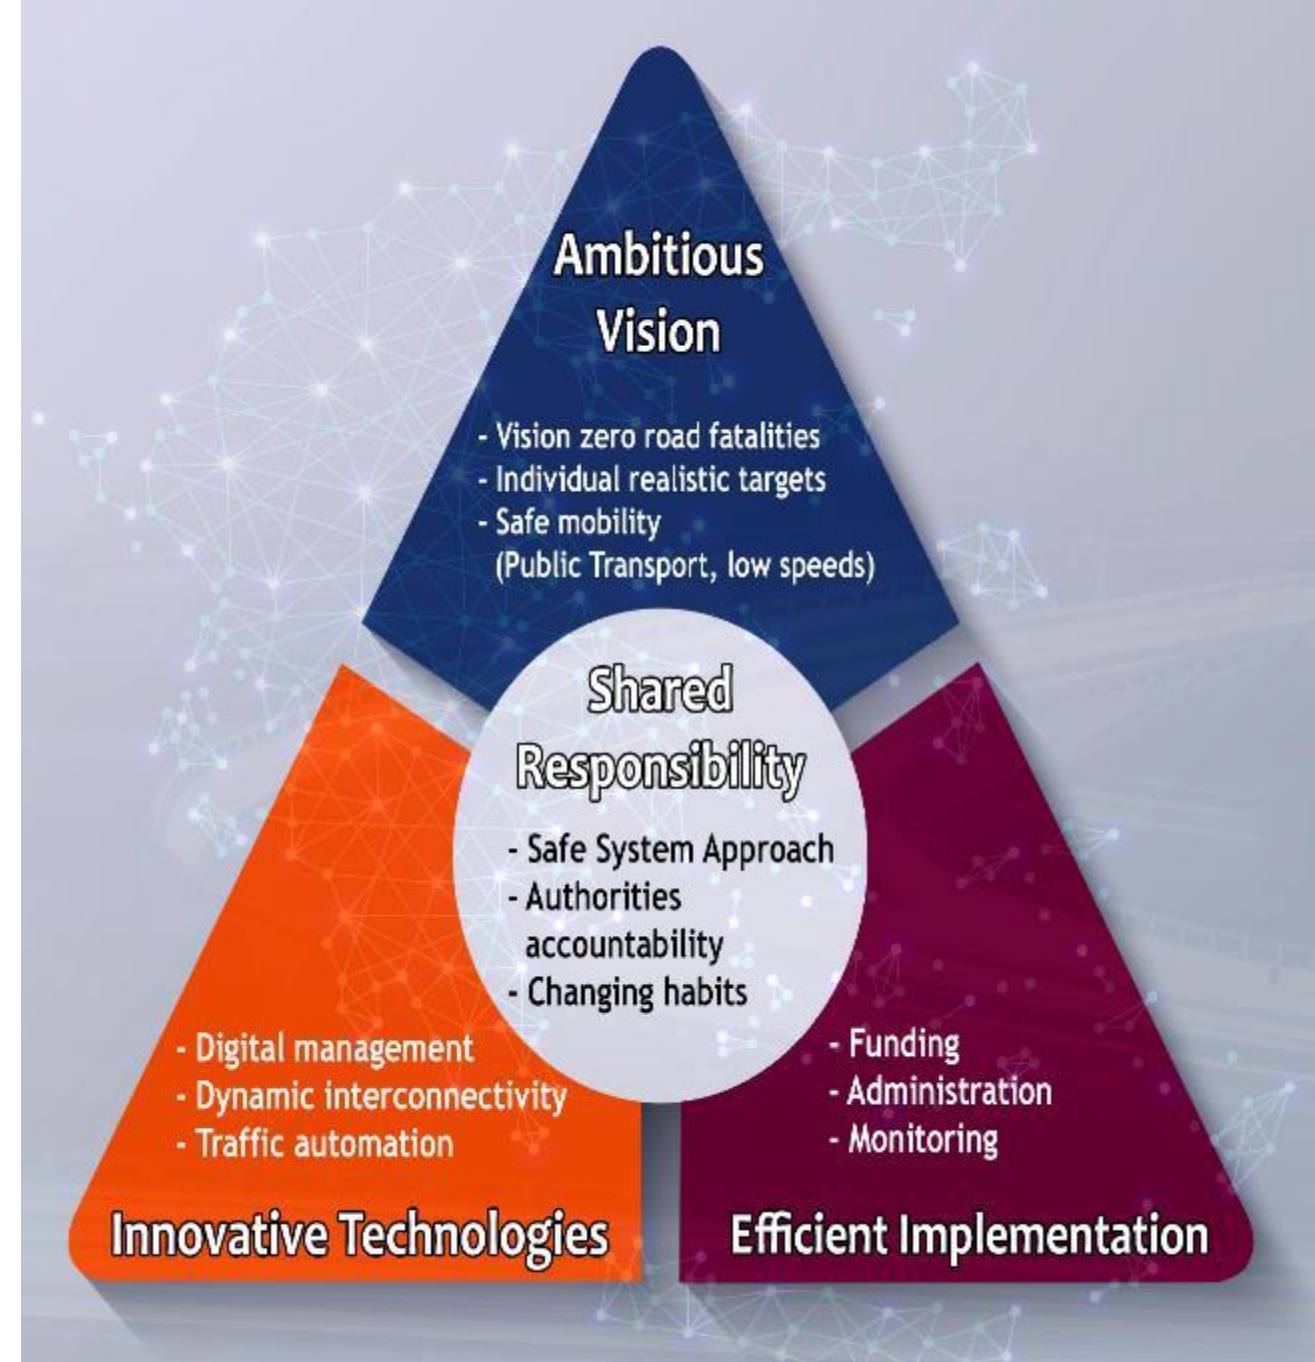 Ambitious
Vision
- Vision zero road fatalities
- Individual realistic targets
- Safe mobility
(Public Transport, low speeds)
Shared
Responsibility
- Safe System Approach
- Authorities
accountability
- Changing habits
- Digital management
- Dynamic interconnectivity
- Traffic automation
Innovative Technologies
- Funding
- Administration
- Monitoring
Efficient Implementation